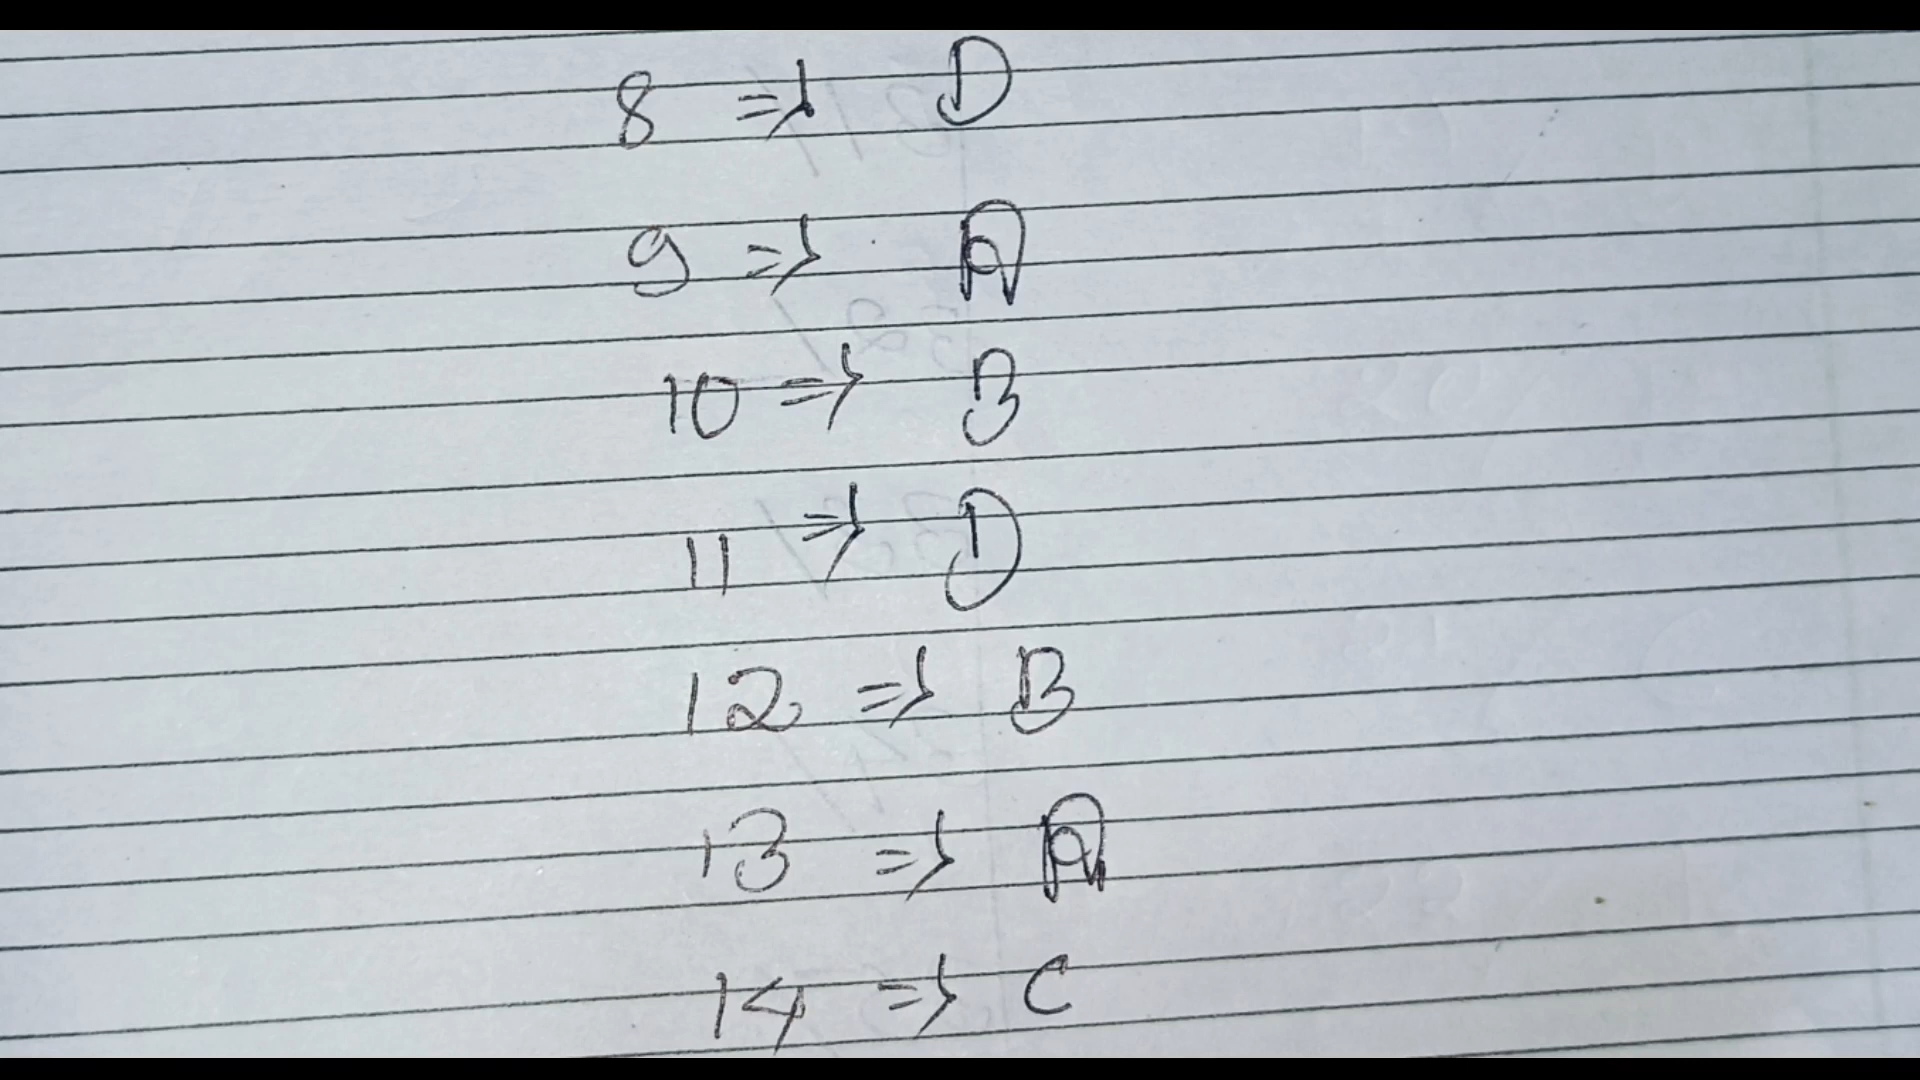 8 => D
9 => A
10 => B
11 => D
12 => B
13 => A
14 => C